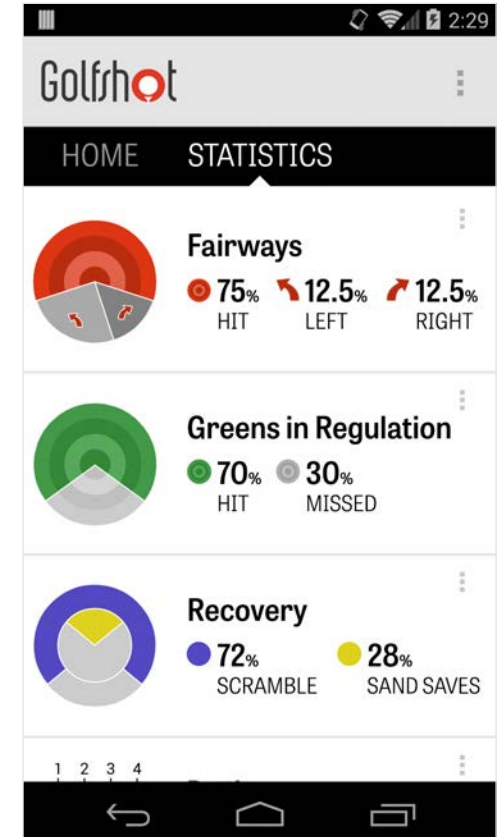 2:29
Golfshot
HOME STATISTICS
Fairways
75% 12.5% 12.5%
HIT LEFT RIGHT
Greens in Regulation
70% 30%
HIT MISSED
Recovery
72% 28%
SCRAMBLE SAND SAVES
1 2 3 4